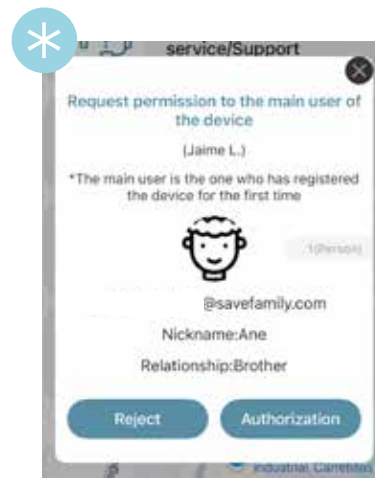 service/Support
Request permission to the main user of
the device
(Jaime L.)
*The main user is the one who has registered
the device for the first time
1(Person)
@savefamily.com
Nickname:Ane
Relationship:Brother
Reject
Authorization
Industrial Carretitas